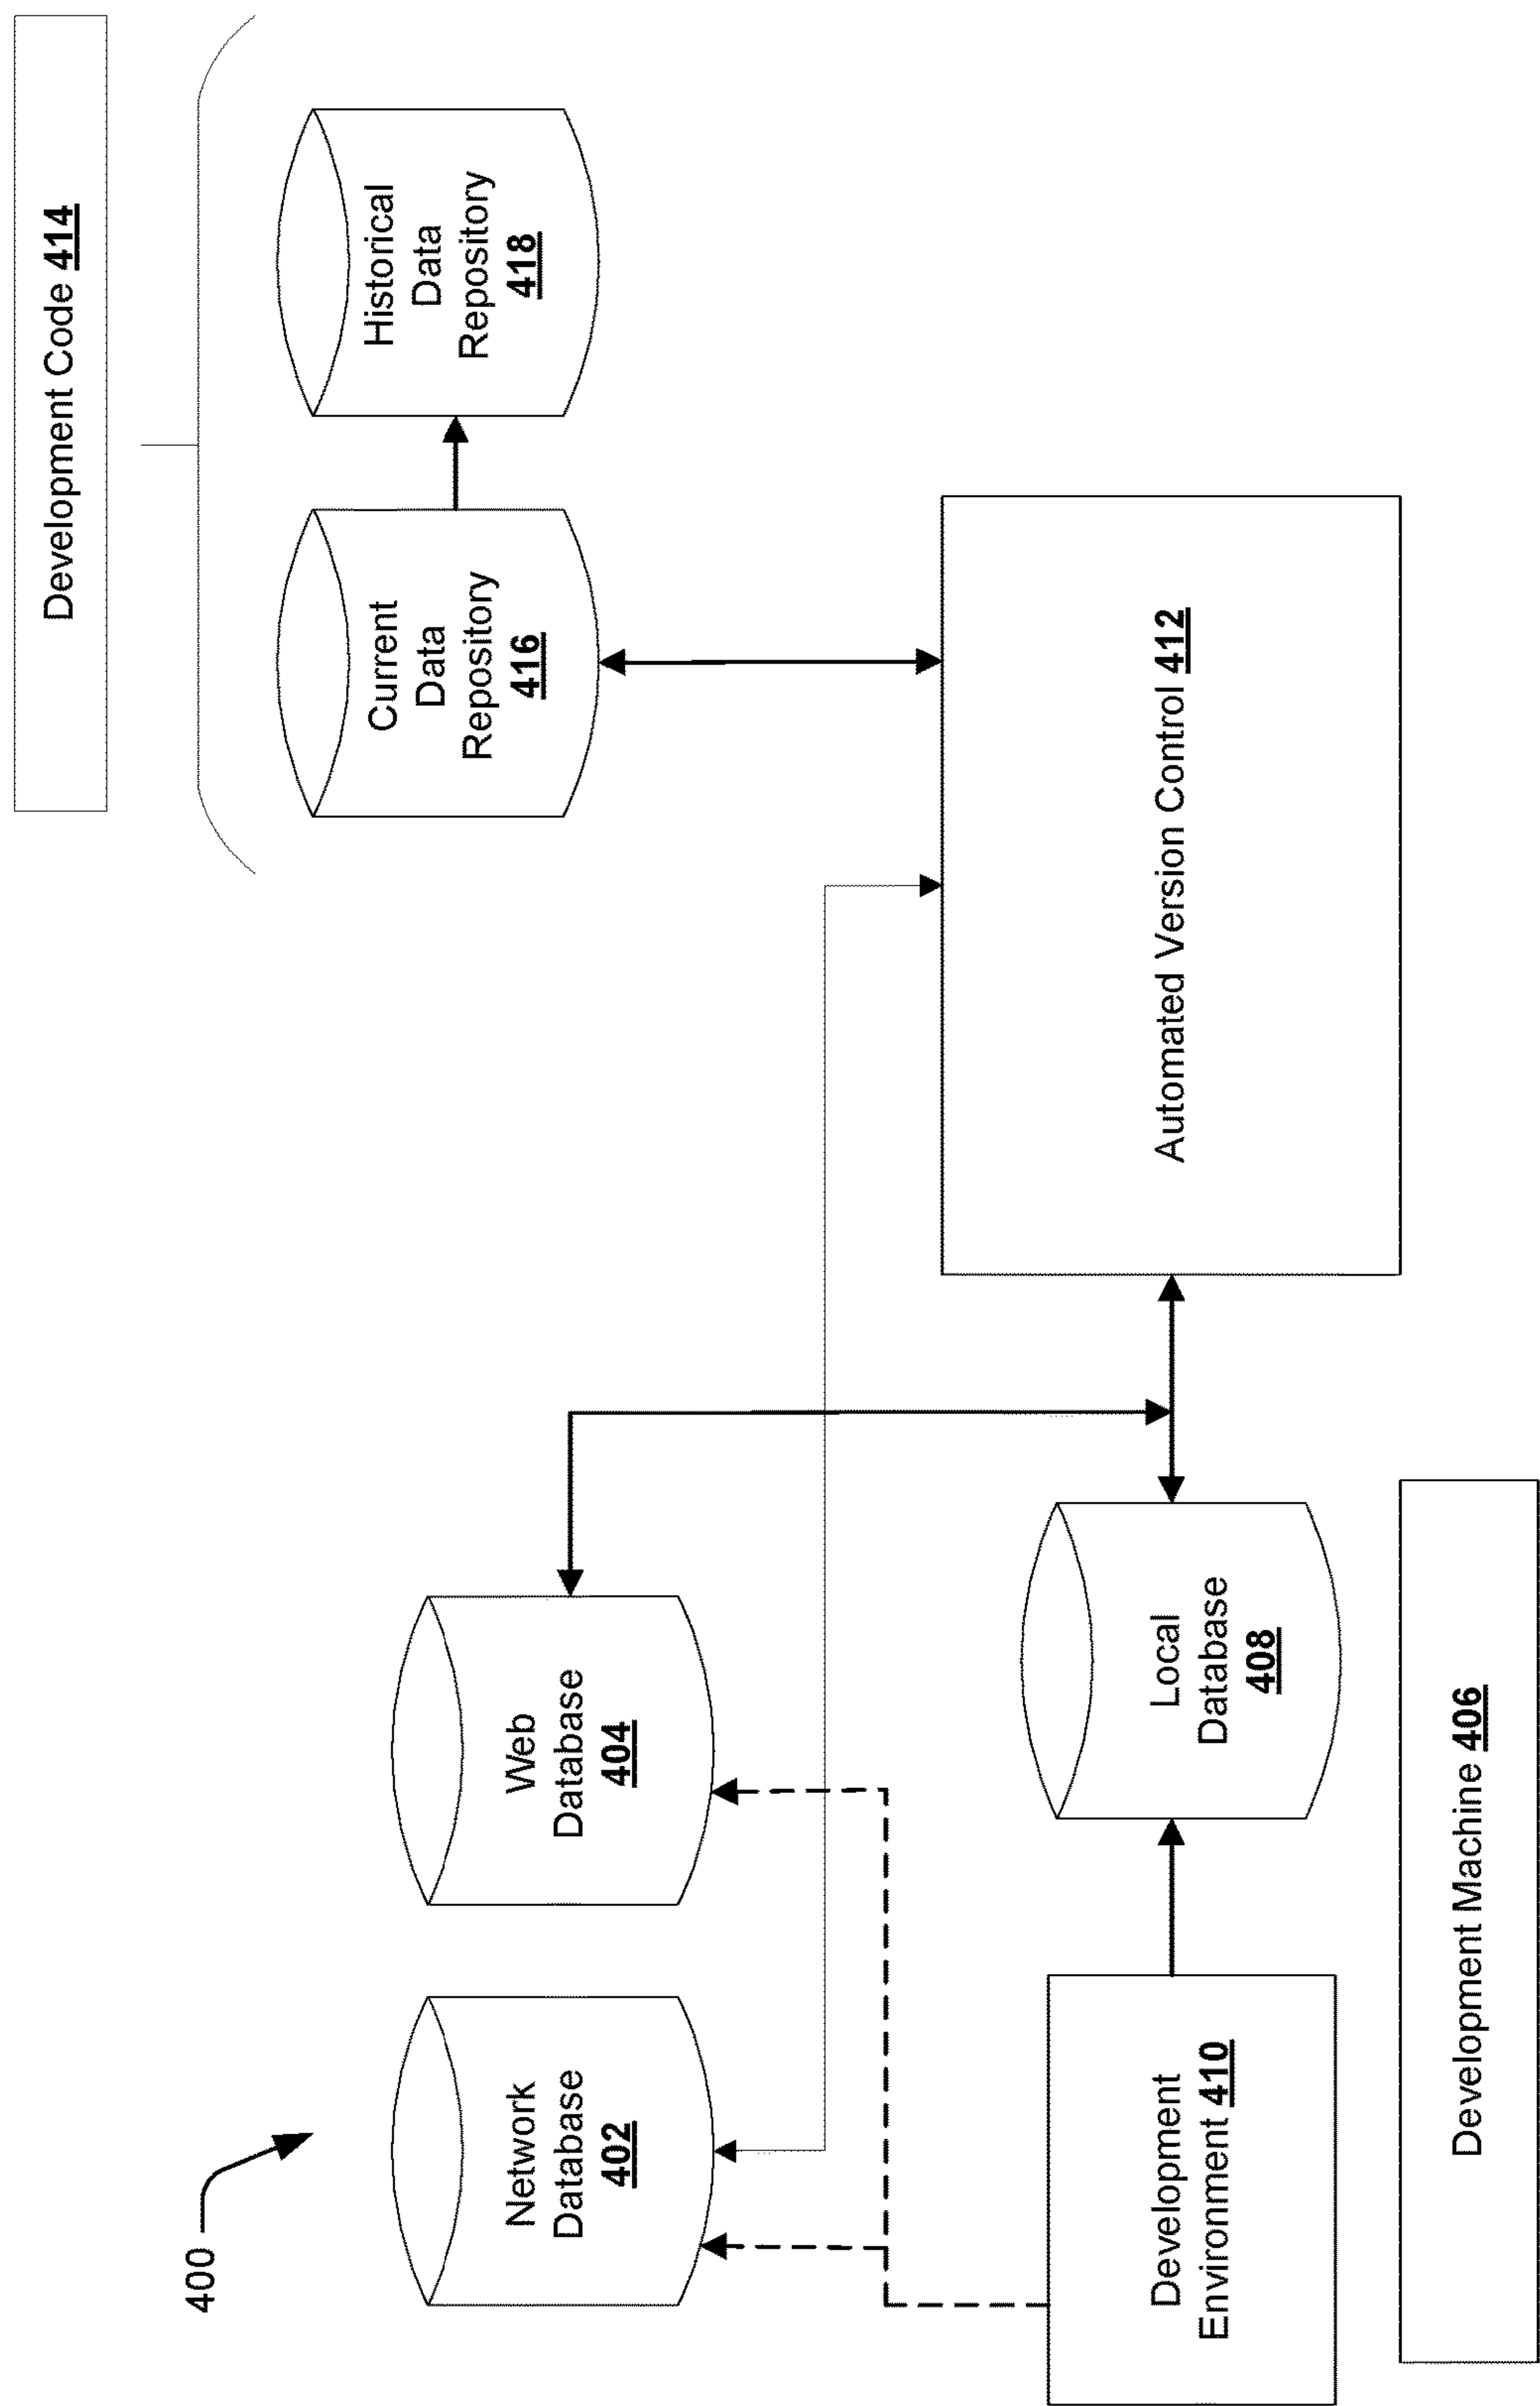 400
Development Code 414
Network
Database
402
Web
Database
404
Current
Data
Repository
416
Historical
Data
Repository
418
Development
Environment 410
Local
Database
408
Automated Version Control 412
Development Machine 406